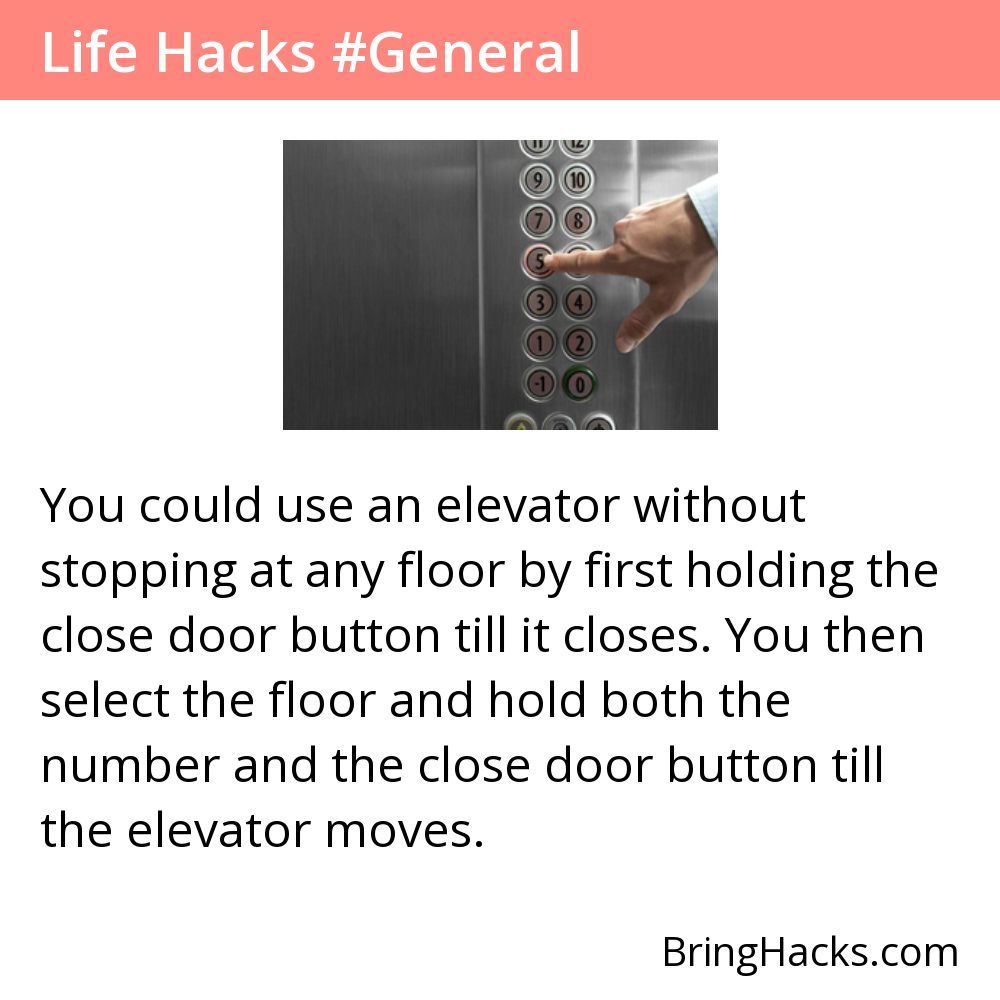 Life Hacks #General
11 12
9 10
7 8
5
3 4
1 2
-1 0
You could use an elevator without
stopping at any floor by first holding the
close door button till it closes. You then
select the floor and hold both the
number and the close door button till
the elevator moves.
BringHacks.com